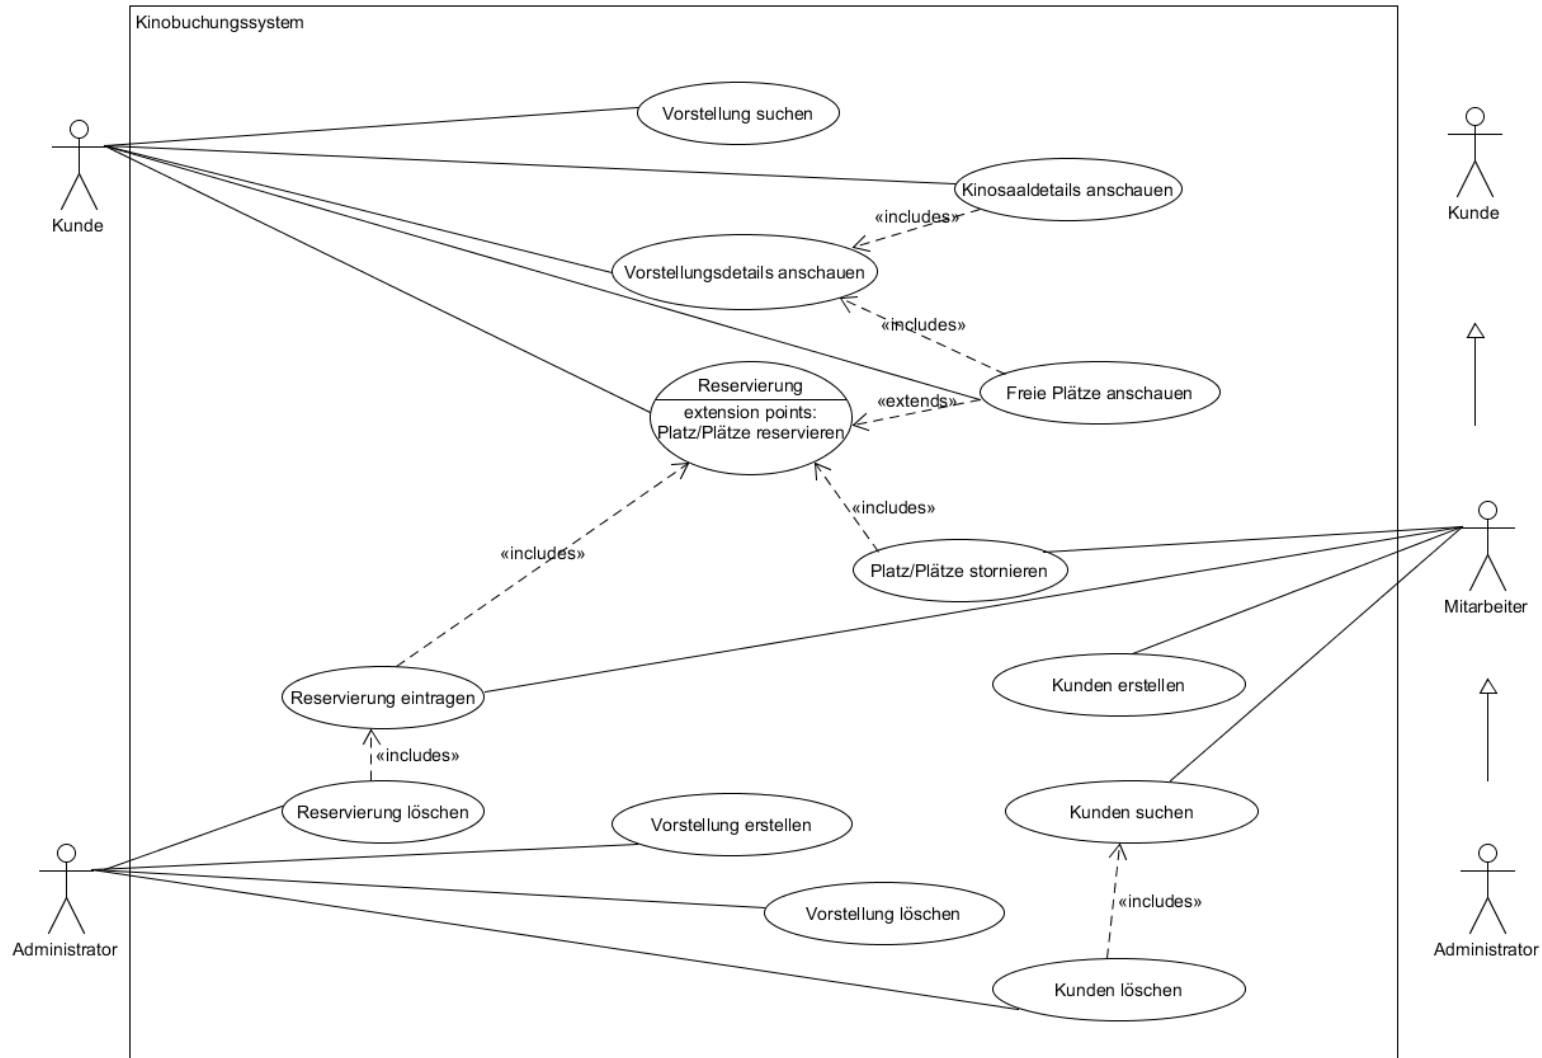 Kinobuchungssystem
Vorstellung suchen
Kinosaaldetails anschauen
Kunde
Kunde
«includes»
Vorstellungsdetails anschauen
«includes»
Reservierung
extension points:
Platz/Plätze reservieren
«extends»
Freie Plätze anschauen
«includes»
«includes»
Platz/Plätze stornieren
Mitarbeiter
Reservierung eintragen
Kunden erstellen
«includes»
Reservierung löschen
Vorstellung erstellen
Kunden suchen
Vorstellung löschen
«includes»
Administrator
Administrator
Kunden löschen